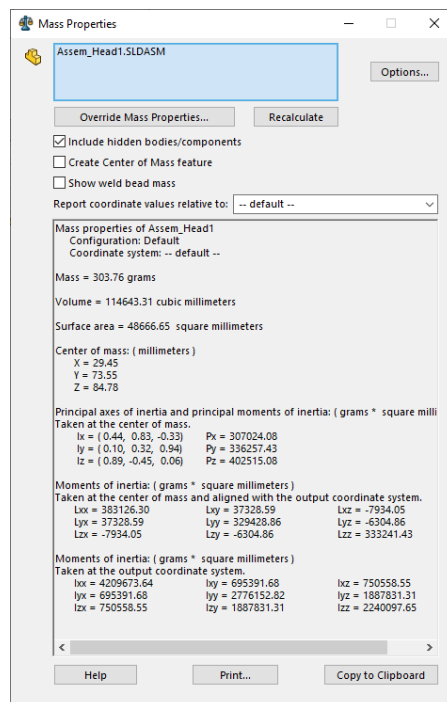 Mass Properties
Assem_Head1.SLDASM
Options...
Override Mass Properties... Recalculate
Include hidden bodies/components
Create Center of Mass feature
Show weld bead mass
Report coordinate values relative to: -- default --
Mass properties of Assem_Head1
Configuration: Default
Coordinate system: -- default --
Mass = 303.76 grams
Volume = 114643.31 cubic millimeters
Surface area = 48666.65 square millimeters
Center of mass: ( millimeters )
X = 29.45
Y = 73.55
Z = 84.78
Principal axes of inertia and principal moments of inertia: ( grams * square milli
Taken at the center of mass.
Ix = ( 0.44, 0.83, -0.33) Px = 307024.08
Iy = ( 0.10, 0.32, 0.94) Py = 336257.43
Iz = ( 0.89, -0.45, 0.06) Pz = 402515.08
Moments of inertia: ( grams * square millimeters )
Taken at the center of mass and aligned with the output coordinate system.
Lxx = 383126.30 Lxy = 37328.59 Lxz = -7934.05
Lyx = 37328.59 Lyy = 329428.86 Lyz = -6304.86
Lzx = -7934.05 Lzy = -6304.86 Lzz = 333241.43
Moments of inertia: ( grams * square millimeters )
Taken at the output coordinate system.
Ixx = 4209673.64 Ixy = 695391.68 Ixz = 750558.55
Iyx = 695391.68 Iyy = 2776152.82 Iyz = 1887831.31
Izx = 750558.55 Izy = 1887831.31 Izz = 2240097.65
Help Print... Copy to Clipboard